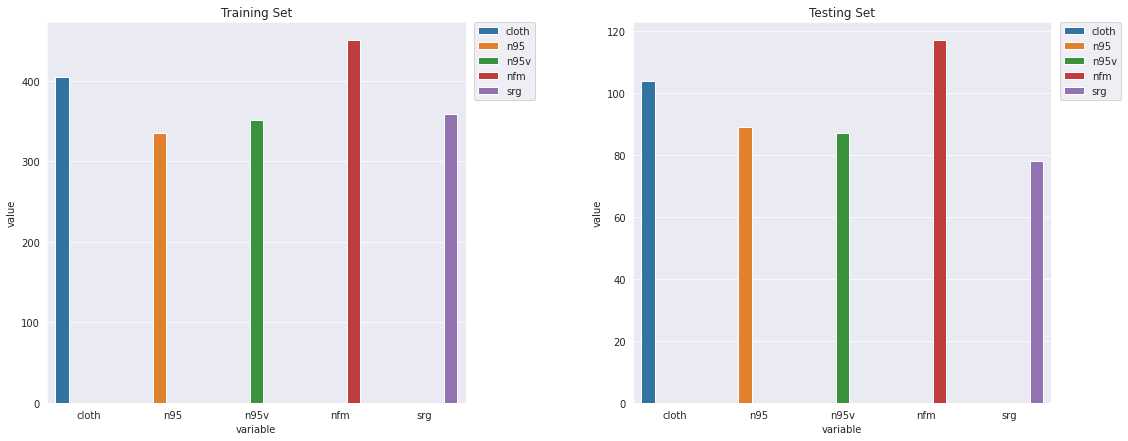 Training Set
value
400
300
200
100
0
cloth n95 n95v nfm srg
variable
cloth
n95
n95v
nfm
srg
Testing Set
value
120
100
80
60
40
20
0
cloth n95 n95v nfm srg
variable
cloth
n95
n95v
nfm
srg